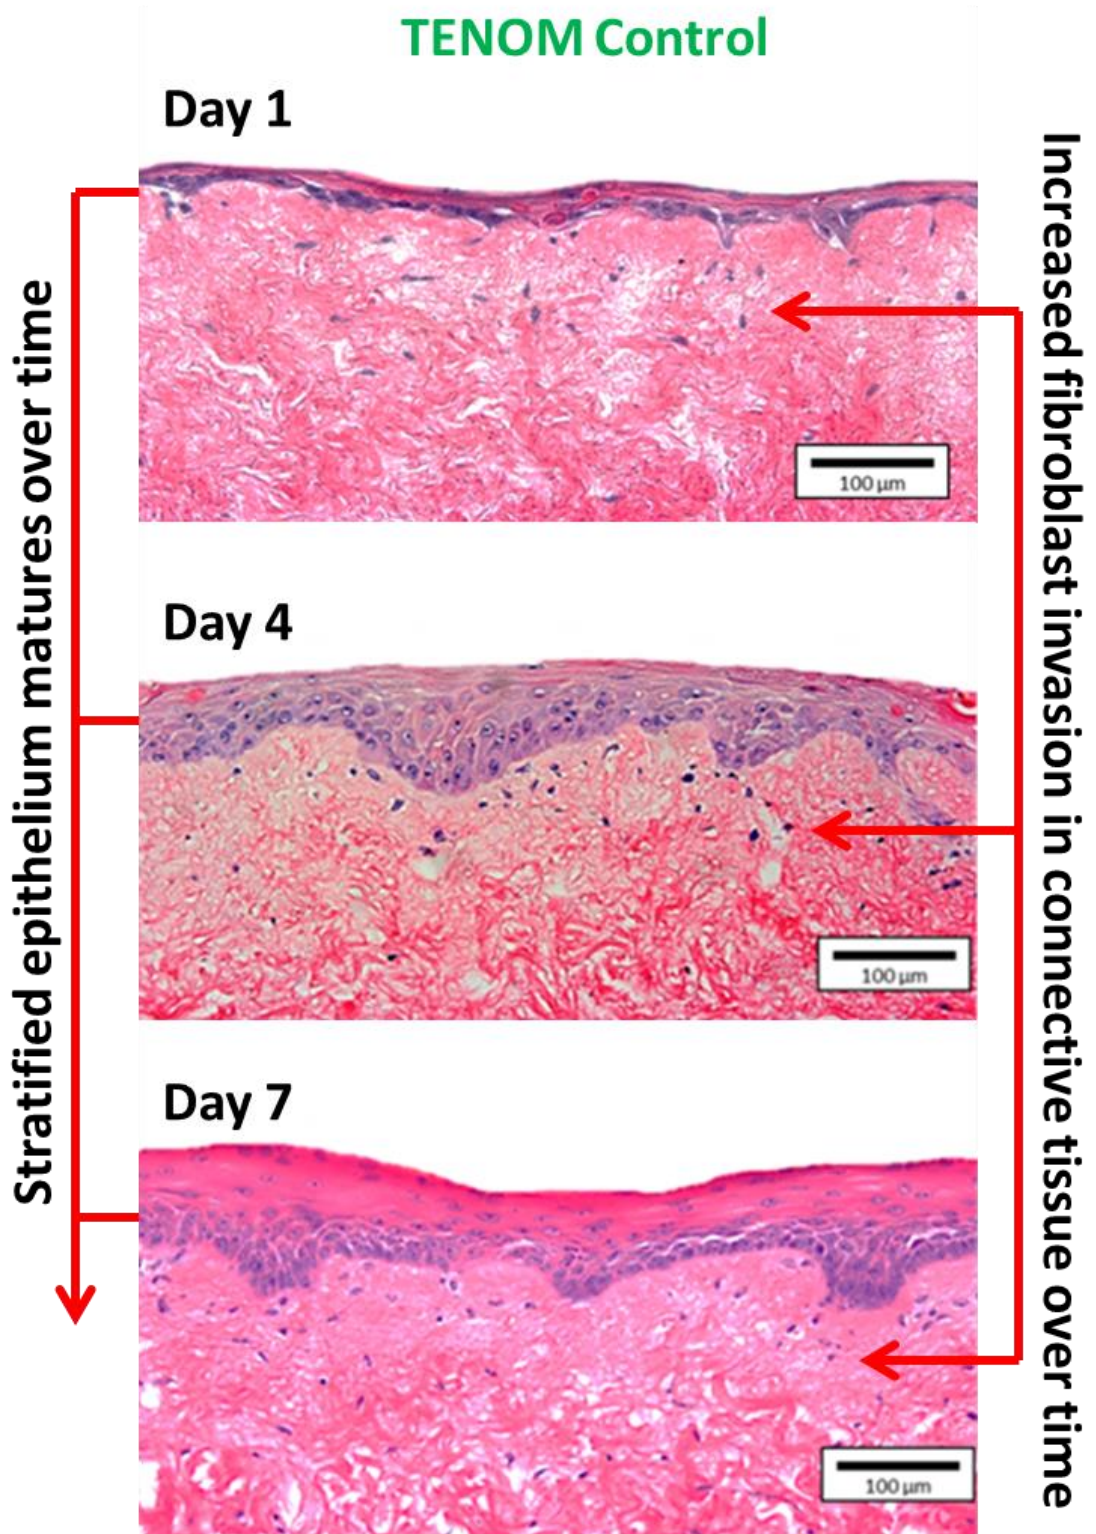 TENOM Control
Day 1
100 µm
Day 4
100 µm
Day 7
100 µm
Stratified epithelium matures over time
Increased fibroblast invasion in connective tissue over time